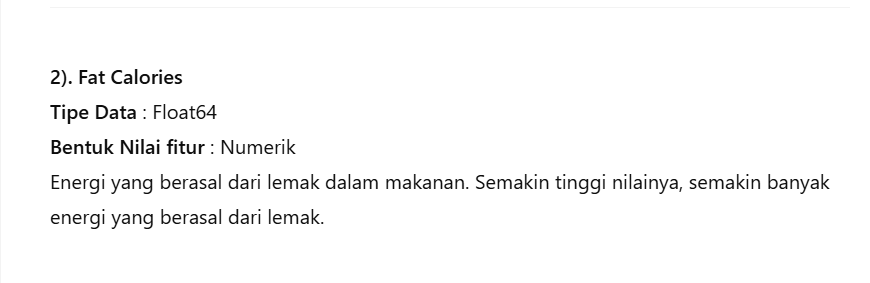 2). Fat Calories
Tipe Data : Float64
Bentuk Nilai fitur : Numerik
Energi yang berasal dari lemak dalam makanan. Semakin tinggi nilainya, semakin banyak
energi yang berasal dari lemak.